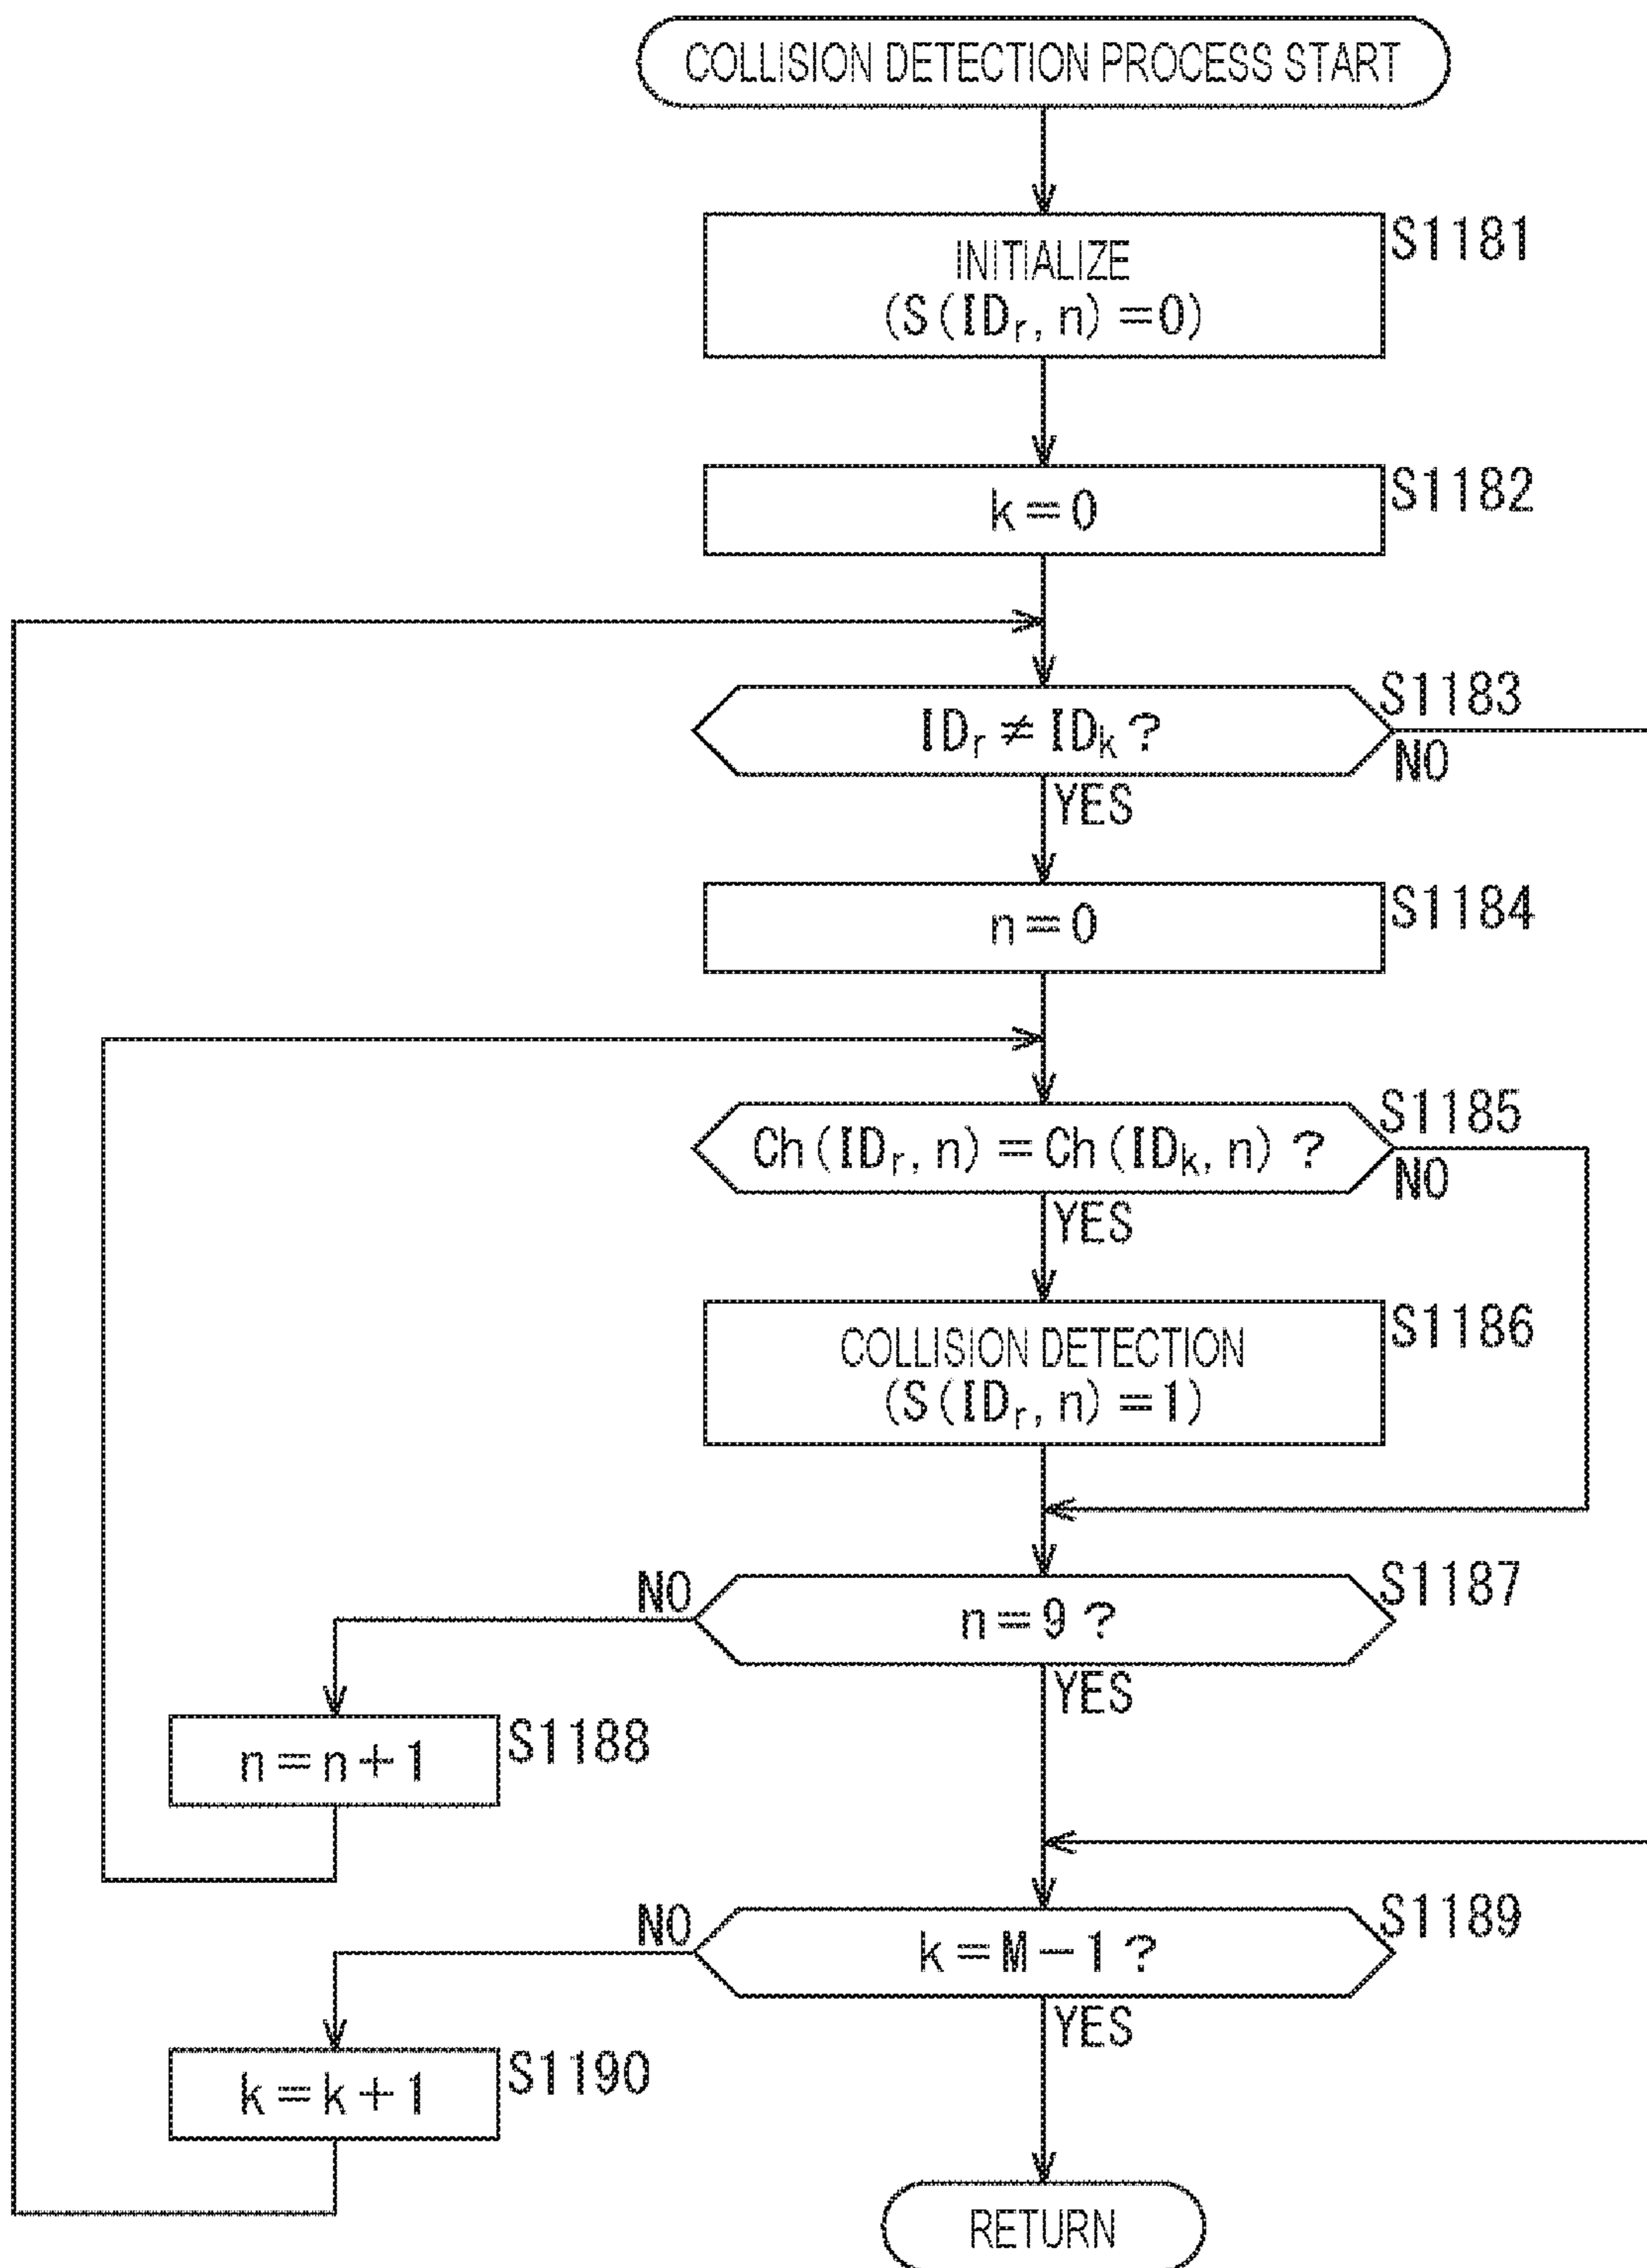 COLLISION DETECTION PROCESS START
S1181
INITIALIZE
(S(IDr, n)=0)
S1182
k=0
S1183
IDr≠IDk?
NO
YES
S1184
n=0
S1185
Ch(IDr, n)=Ch(IDk, n)?
NO
YES
S1186
COLLISION DETECTION
(S(IDr, n)=1)
S1187
NO
n=9?
YES
S1188
n=n+1
S1189
NO
k=M-1?
YES
S1190
k=k+1
RETURN